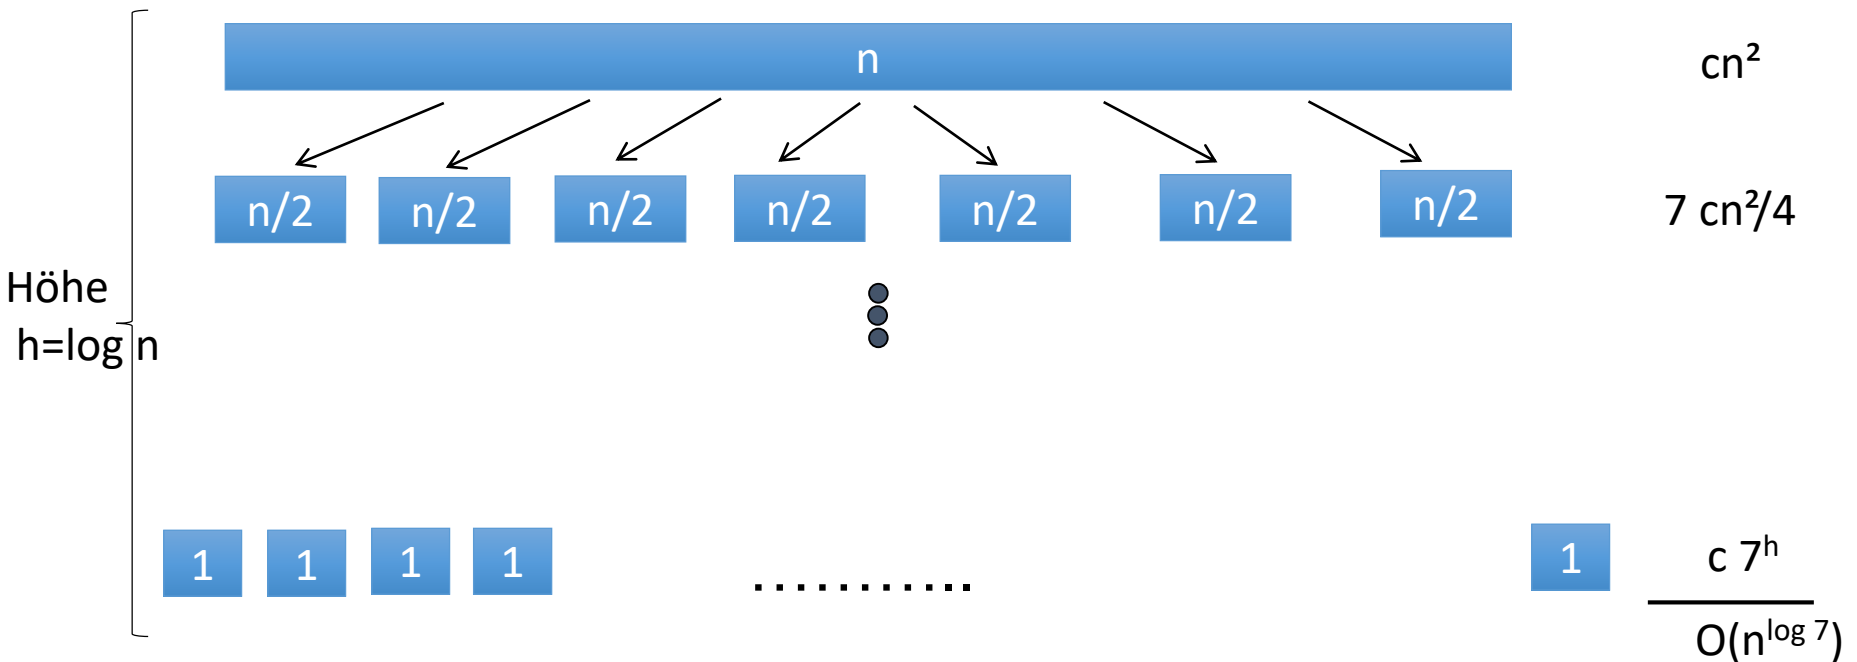 n cn²
n/2 n/2 n/2 n/2 n/2 n/2 n/2 7 cn²/4
Höhe
h=log n
1 1 1 1 ........... 1 c 7ʰ
O(n^log 7)